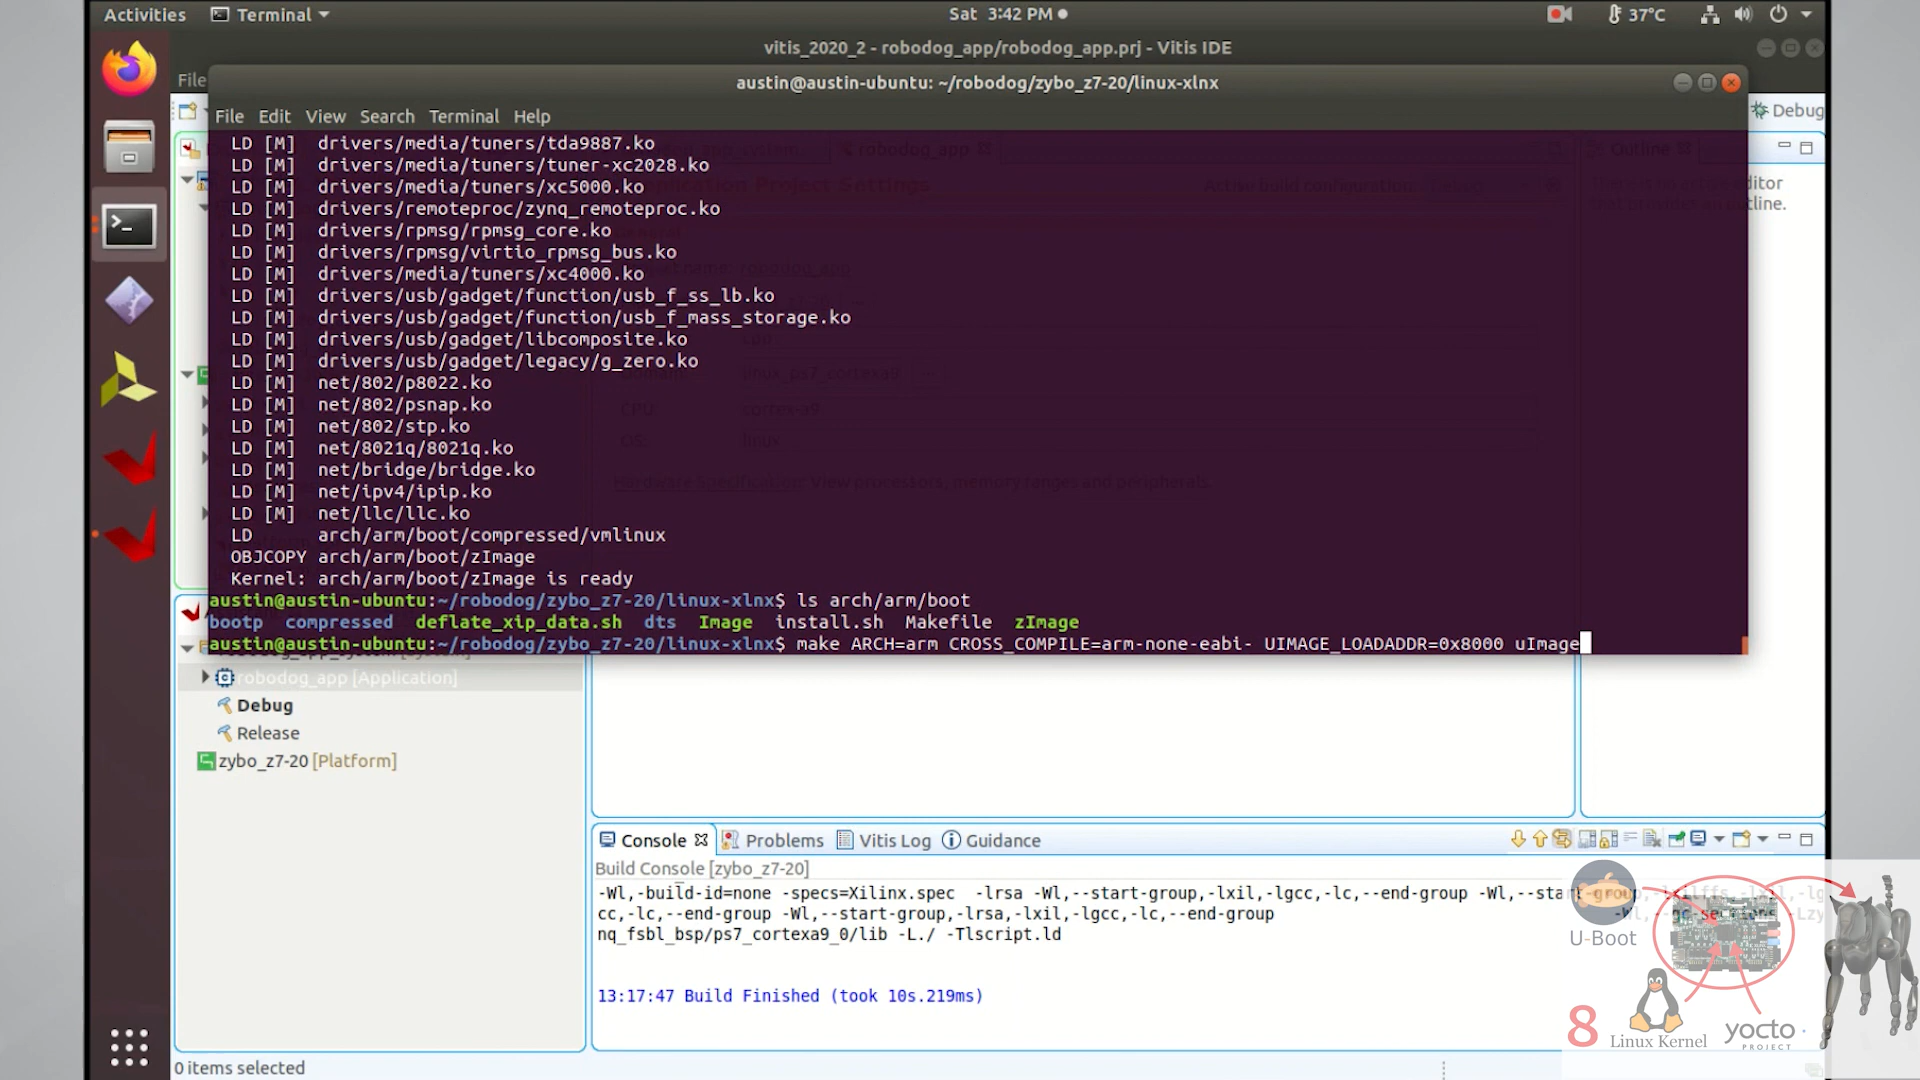 Activities Terminal Sat 3:42 PM 37°C
vitis_2020_2 - robodog_app/robodog_app.prj - Vitis IDE
File
austin@austin-ubuntu: ~/robodog/zybo_z7-20/linux-xlnx
File Edit View Search Terminal Help
Debug
LD [M] drivers/media/tuners/tda9887.ko
LD [M] drivers/media/tuners/tuner-xc2028.ko
LD [M] drivers/media/tuners/xc5000.ko
LD [M] drivers/remoteproc/zynq_remoteproc.ko
LD [M] drivers/rpmsg/rpmsg_core.ko
LD [M] drivers/rpmsg/virtio_rpmsg_bus.ko
LD [M] drivers/media/tuners/xc4000.ko
LD [M] drivers/usb/gadget/function/usb_f_ss_lb.ko
LD [M] drivers/usb/gadget/function/usb_f_mass_storage.ko
LD [M] drivers/usb/gadget/libcomposite.ko
LD [M] drivers/usb/gadget/legacy/g_zero.ko
LD [M] net/802/p8022.ko
LD [M] net/802/psnap.ko
LD [M] net/802/stp.ko
LD [M] net/8021q/8021q.ko
LD [M] net/bridge/bridge.ko
LD [M] net/ipv4/ipip.ko
LD [M] net/llc/llc.ko
LD arch/arm/boot/compressed/vmlinux
OBJCOPY arch/arm/boot/zImage
Kernel: arch/arm/boot/zImage is ready
austin@austin-ubuntu:~/robodog/zybo_z7-20/linux-xlnx$ ls arch/arm/boot
bootp compressed deflate_xip_data.sh dts Image install.sh Makefile zImage
austin@austin-ubuntu:~/robodog/zybo_z7-20/linux-xlnx$ make ARCH=arm CROSS_COMPILE=arm-none-eabi- UIMAGE_LOADADDR=0x8000 uImage
robodog_app [Application]
Debug
Release
zybo_z7-20 [Platform]
Console Problems Vitis Log Guidance
Build Console [zybo_z7-20]
-Wl,-build-id=none -specs=Xilinx.spec -lrsa -Wl,--start-group,-lxil,-lgcc,-lc,--end-group -Wl,--start-group,-lxilffs,-lxil,-lg
cc,-lc,--end-group -Wl,--start-group,-lrsa,-lxil,-lgcc,-lc,--end-group -Wl,--gc-sections -Lzy
nq_fsbl_bsp/ps7_cortexa9_0/lib -L./ -Tlscript.ld
13:17:47 Build Finished (took 10s.219ms)
U-Boot
8 Linux Kernel
yocto
PROJECT
0 items selected